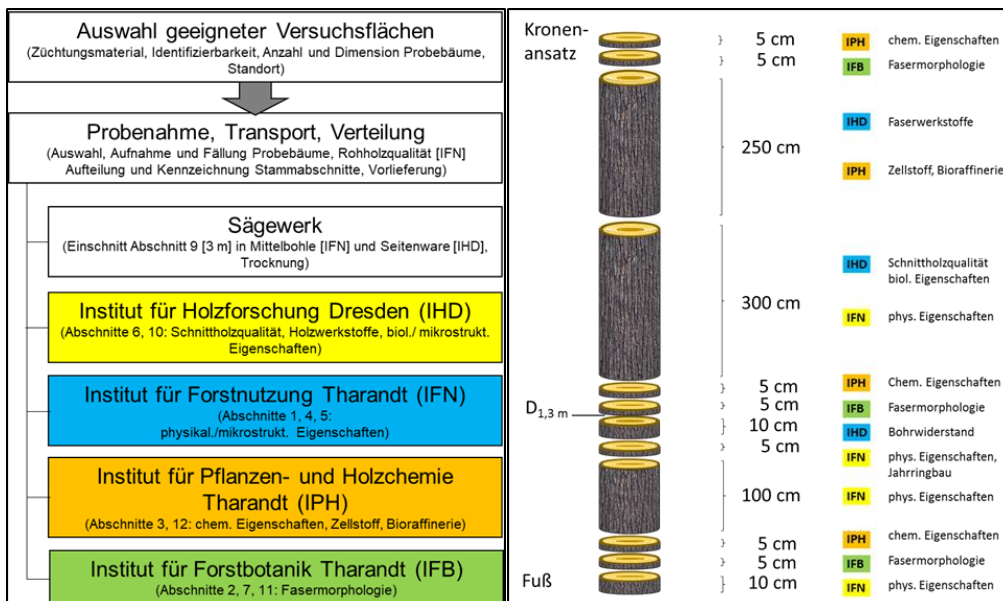 Auswahl geeigneter Versuchsflächen
(Züchtungsmaterial, Identifizierbarkeit, Anzahl und Dimension Probebäume,
Standort)
Probenahme, Transport, Verteilung
(Auswahl, Aufnahme und Fällung Probebäume, Rohholzqualität [IFN]
Aufteilung und Kennzeichnung Stammabschnitte, Vorlieferung)
Sägewerk
(Einschnitt Abschnitt 9 [3 m] in Mittelbohle [IFN] und Seitenware [IHD],
Trocknung)
Institut für Holzforschung Dresden (IHD)
(Abschnitte 6, 10: Schnittholzqualität, Holzwerkstoffe, biol./ mikrostrukt.
Eigenschaften)
Institut für Forstnutzung Tharandt (IFN)
(Abschnitte 1, 4, 5:
physikal./mikrostrukt. Eigenschaften)
Institut für Pflanzen- und Holzchemie
Tharandt (IPH)
(Abschnitte 3, 12: chem. Eigenschaften, Zellstoff, Bioraffinerie)
Institut für Forstbotanik Tharandt (IFB)
(Abschnitte 2, 7, 11: Fasermorphologie)
Kronen-
ansatz
5 cm IPH chem. Eigenschaften
5 cm IFB Fasermorphologie
IHD Faserwerkstoffe
250 cm
IPH Zellstoff, Bioraffinerie
IHD Schnittholzqualität
biol. Eigenschaften
300 cm
IFN phys. Eigenschaften
5 cm IPH Chem. Eigenschaften
D1,3 m 5 cm IFB Fasermorphologie
10 cm IHD Bohrwiderstand
5 cm IFN phys. Eigenschaften,
Jahrringbau
100 cm IFN phys. Eigenschaften
5 cm IPH chem. Eigenschaften
5 cm IFB Fasermorphologie
Fuß 10 cm IFN phys. Eigenschaften